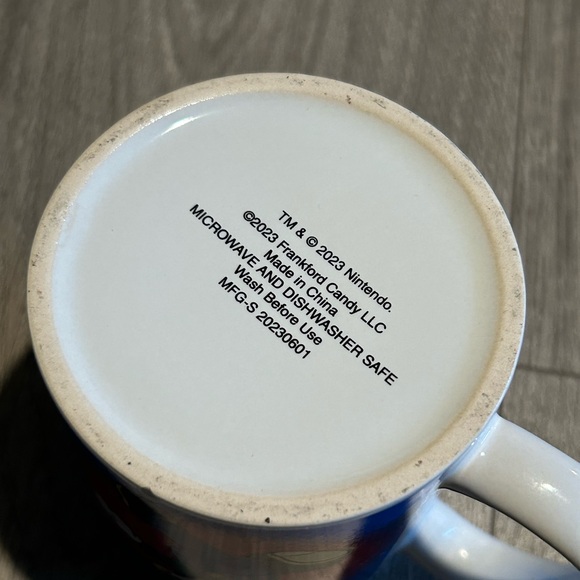 TM & © 2023 Nintendo.
©2023 Frankford Candy LLC
Made in China
MICROWAVE AND DISHWASHER SAFE
Wash Before Use
MFG-S 20230601